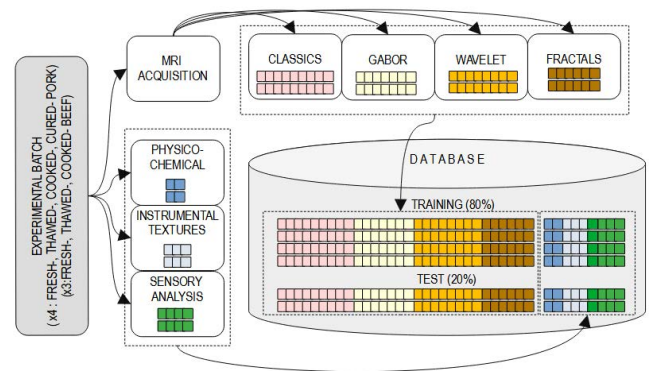 EXPERIMENTAL BATCH
(x4 : FRESH-, THAWED-, COOKED-, CURED- PORK)
(x3:FRESH-, THAWED-, COOKED- BEEF)
MRI
ACQUISITION
CLASSICS
GABOR
WAVELET
FRACTALS
PHYSICO-
CHEMICAL
INSTRUMENTAL
TEXTURES
SENSORY
ANALYSIS
DATABASE
TRAINING (80%)
TEST (20%)